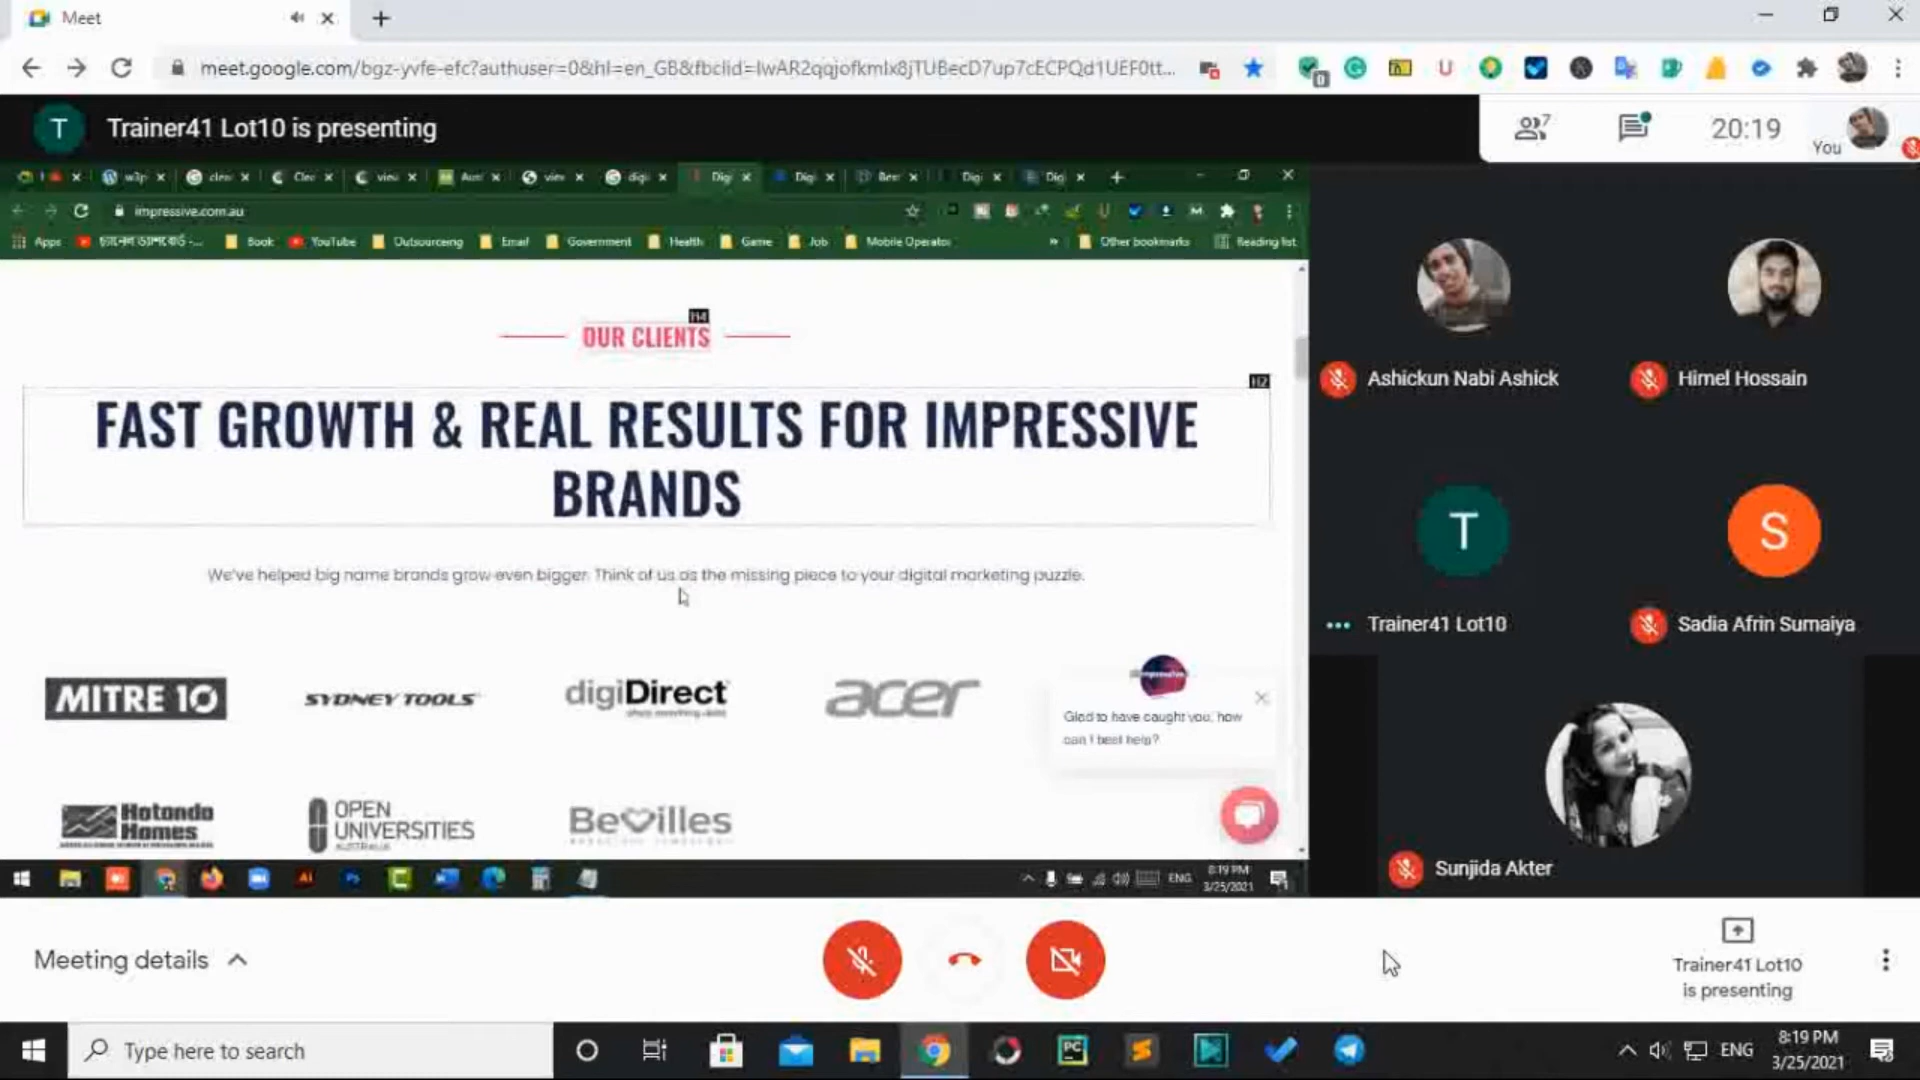 Meet
meet.google.com/bgz-yvfe-efc?authuser=0&hl=en_GB&fbclid=IwAR2qqjofkmIx8jTUBecD7up7cECPQd1UEF0tt...
T
Trainer41 Lot10 is presenting
7
20:19
You
impressive.com.au
Apps
Book
YouTube
Outsourceing
Email
Government
Health
Game
Job
Mobile Operator
»
Other bookmarks
Reading list
H4
OUR CLIENTS
H2
FAST GROWTH & REAL RESULTS FOR IMPRESSIVE
BRANDS
We've helped big name brands grow even bigger. Think of us as the missing piece to your digital marketing puzzle.
MITRE 10
SYDNEY TOOLS
digiDirect
acer
Glad to have caught you, how
can I best help?
Hotondo
Homes
OPEN
UNIVERSITIES
AUSTRALIA
Bevilles
ENG
8:19 PM
3/25/2021
Ashickun Nabi Ashick
Himel Hossain
T
S
Trainer41 Lot10
Sadia Afrin Sumaiya
Sunjida Akter
Meeting details
Trainer41 Lot10
is presenting
Type here to search
ENG
8:19 PM
3/25/2021